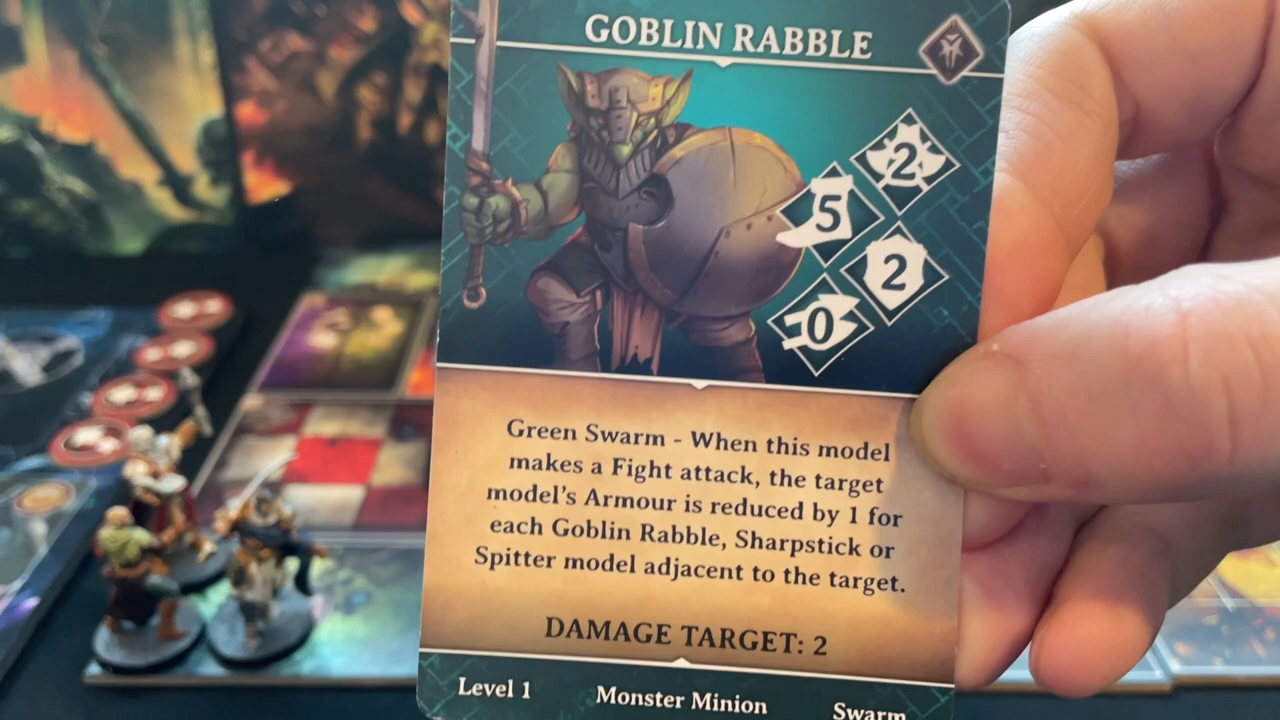 GOBLIN RABBLE
2
5
2
0
Green Swarm - When this model
makes a Fight attack, the target
model's Armour is reduced by 1 for
each Goblin Rabble, Sharpstick or
Spitter model adjacent to the target.
DAMAGE TARGET: 2
Level 1 Monster Minion Swarm